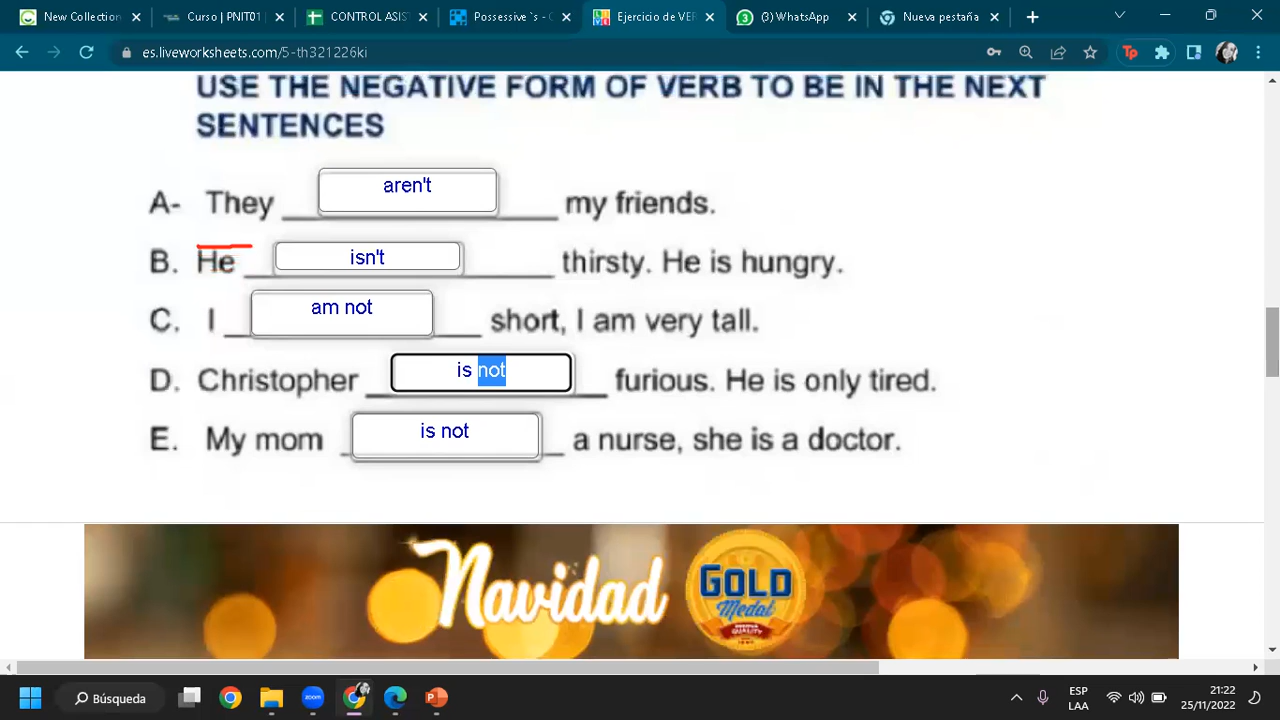 New Collection
Curso | PNIT01 |
CONTROL ASIS
Possessive `s - G
Ejercicio de VER
(3) WhatsApp
Nueva pestaña
es.liveworksheets.com/5-th321226ki
USE THE NEGATIVE FORM OF VERB TO BE IN THE NEXT
SENTENCES
A- They aren't my friends.
B. He isn't thirsty. He is hungry.
C. I am not short, I am very tall.
D. Christopher is not furious. He is only tired.
E. My mom is not a nurse, she is a doctor.
Navidad
GOLD
Medal
Búsqueda
ESP
LAA
21:22
25/11/2022